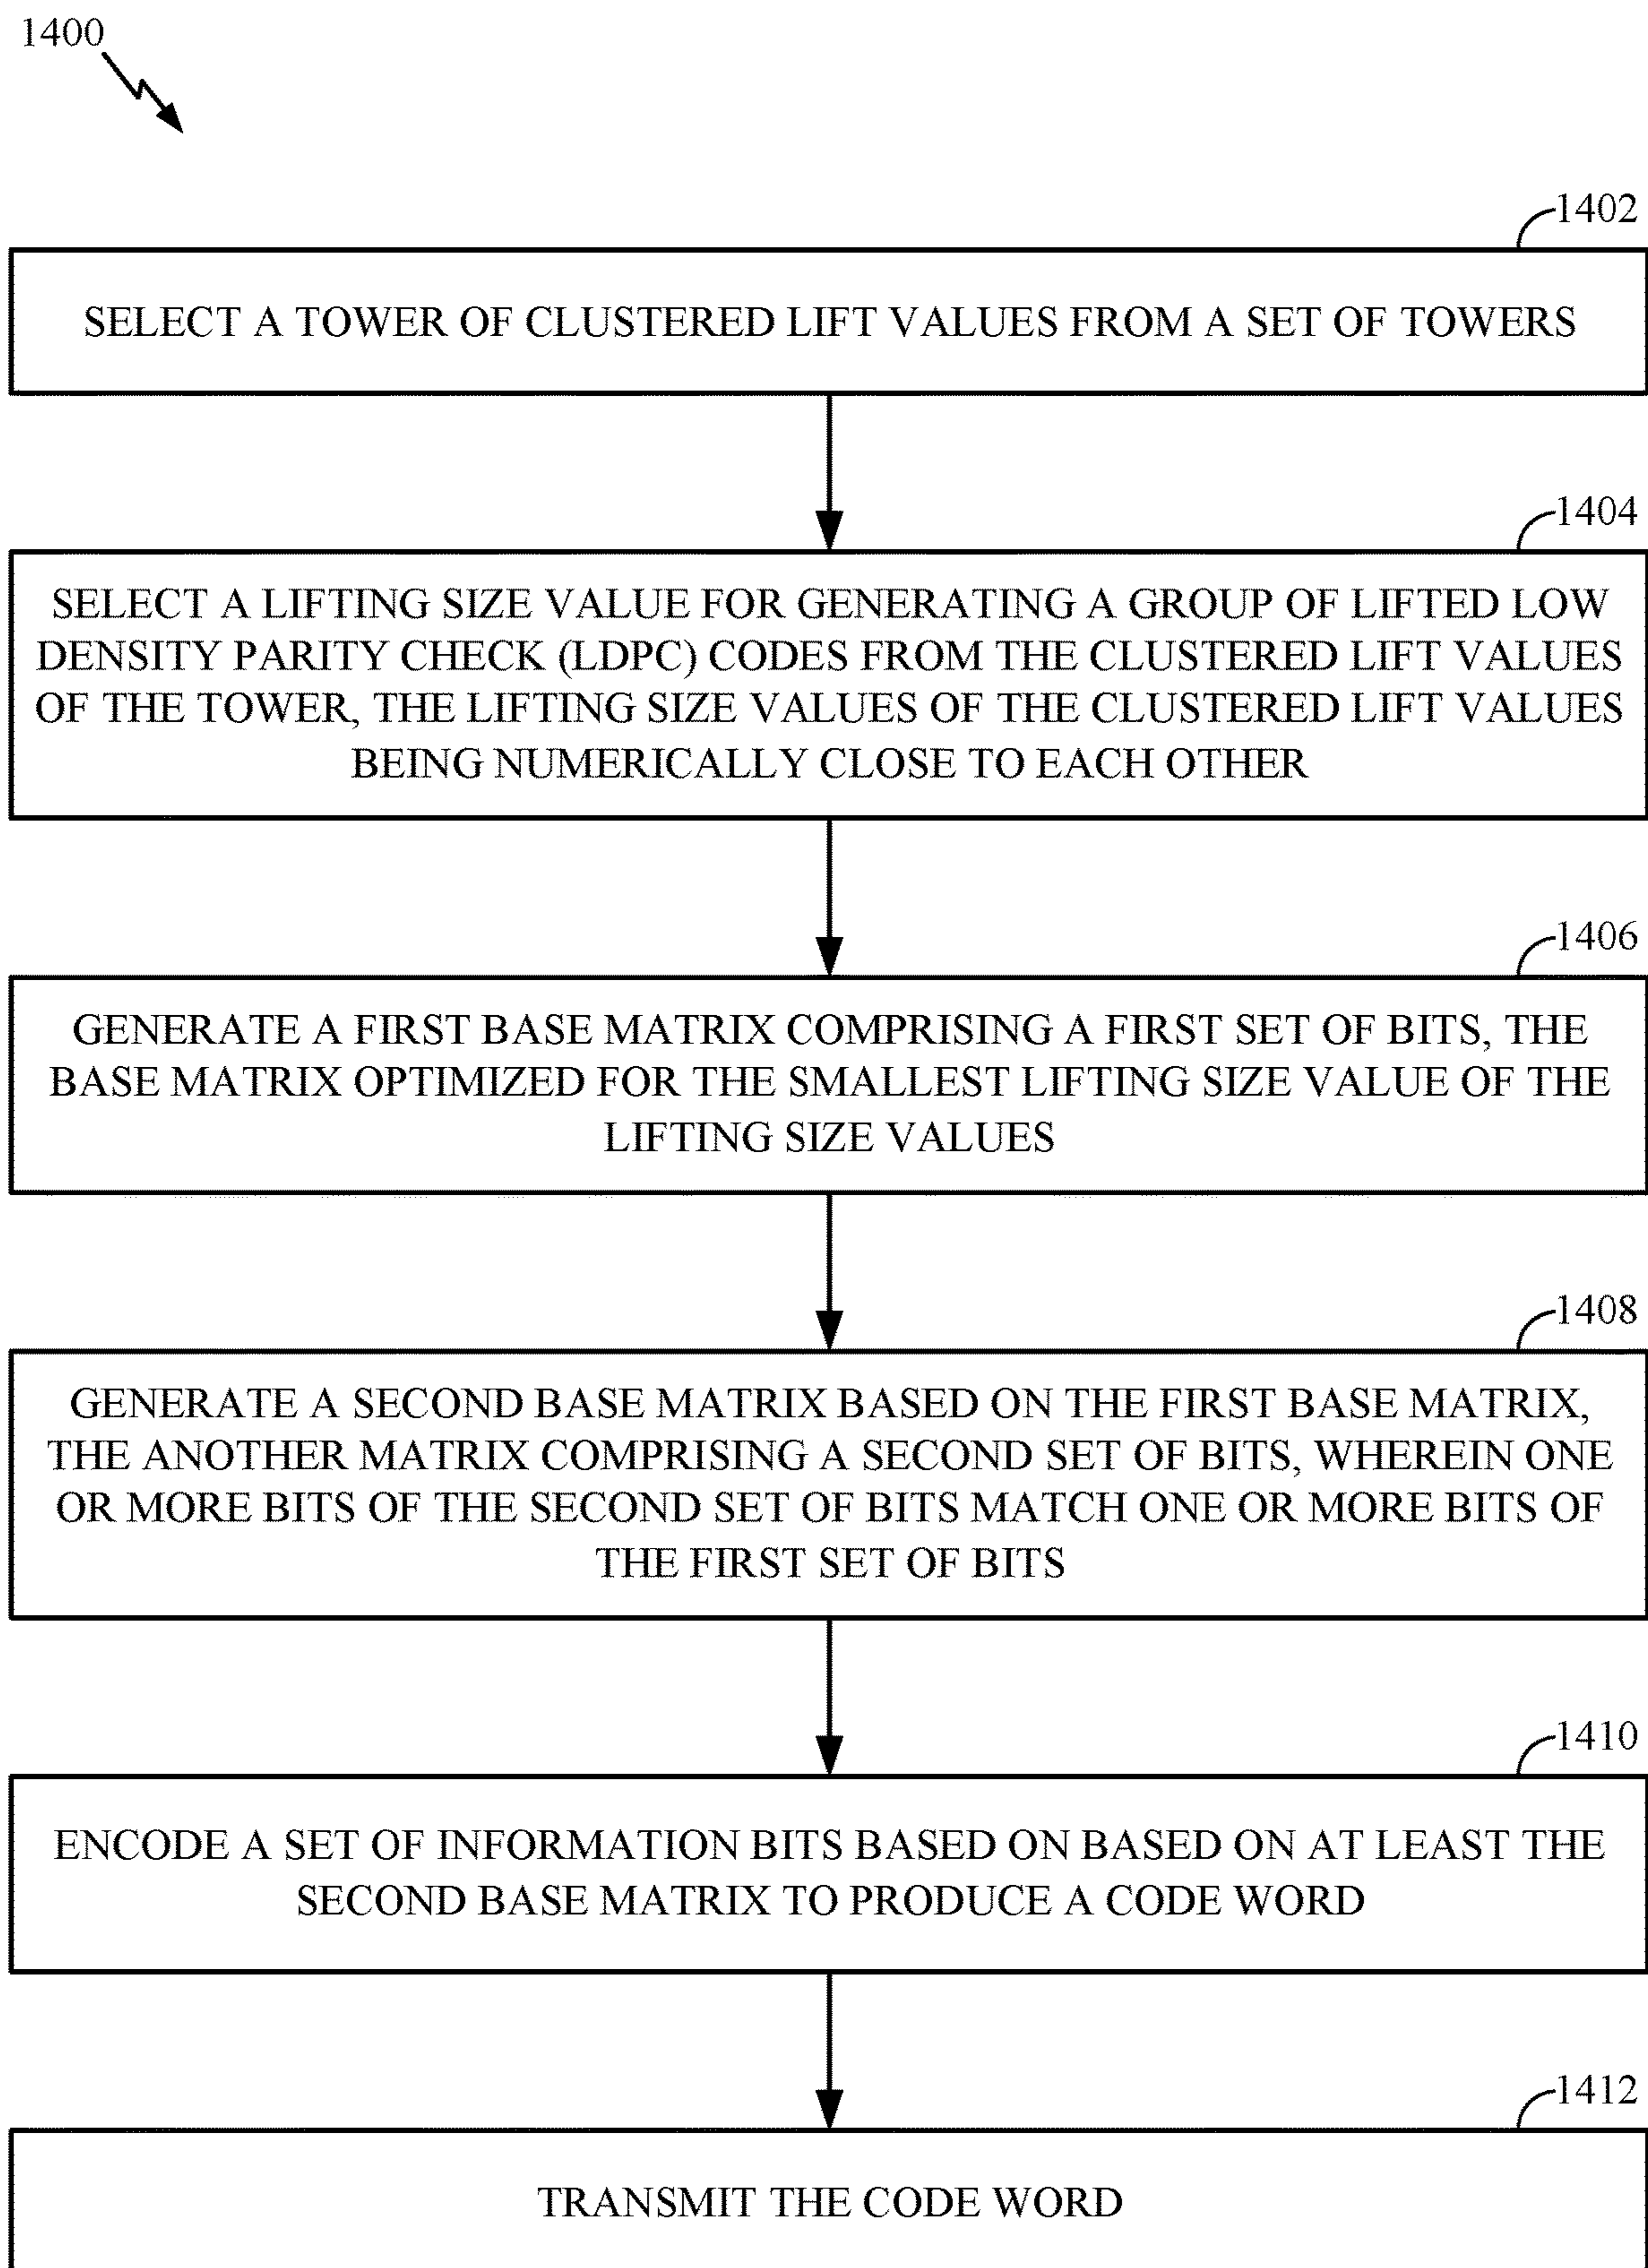 1400
1402
SELECT A TOWER OF CLUSTERED LIFT VALUES FROM A SET OF TOWERS
1404
SELECT A LIFTING SIZE VALUE FOR GENERATING A GROUP OF LIFTED LOW
DENSITY PARITY CHECK (LDPC) CODES FROM THE CLUSTERED LIFT VALUES
OF THE TOWER, THE LIFTING SIZE VALUES OF THE CLUSTERED LIFT VALUES
BEING NUMERICALLY CLOSE TO EACH OTHER
1406
GENERATE A FIRST BASE MATRIX COMPRISING A FIRST SET OF BITS, THE
BASE MATRIX OPTIMIZED FOR THE SMALLEST LIFTING SIZE VALUE OF THE
LIFTING SIZE VALUES
1408
GENERATE A SECOND BASE MATRIX BASED ON THE FIRST BASE MATRIX,
THE ANOTHER MATRIX COMPRISING A SECOND SET OF BITS, WHEREIN ONE
OR MORE BITS OF THE SECOND SET OF BITS MATCH ONE OR MORE BITS OF
THE FIRST SET OF BITS
1410
ENCODE A SET OF INFORMATION BITS BASED ON BASED ON AT LEAST THE
SECOND BASE MATRIX TO PRODUCE A CODE WORD
1412
TRANSMIT THE CODE WORD